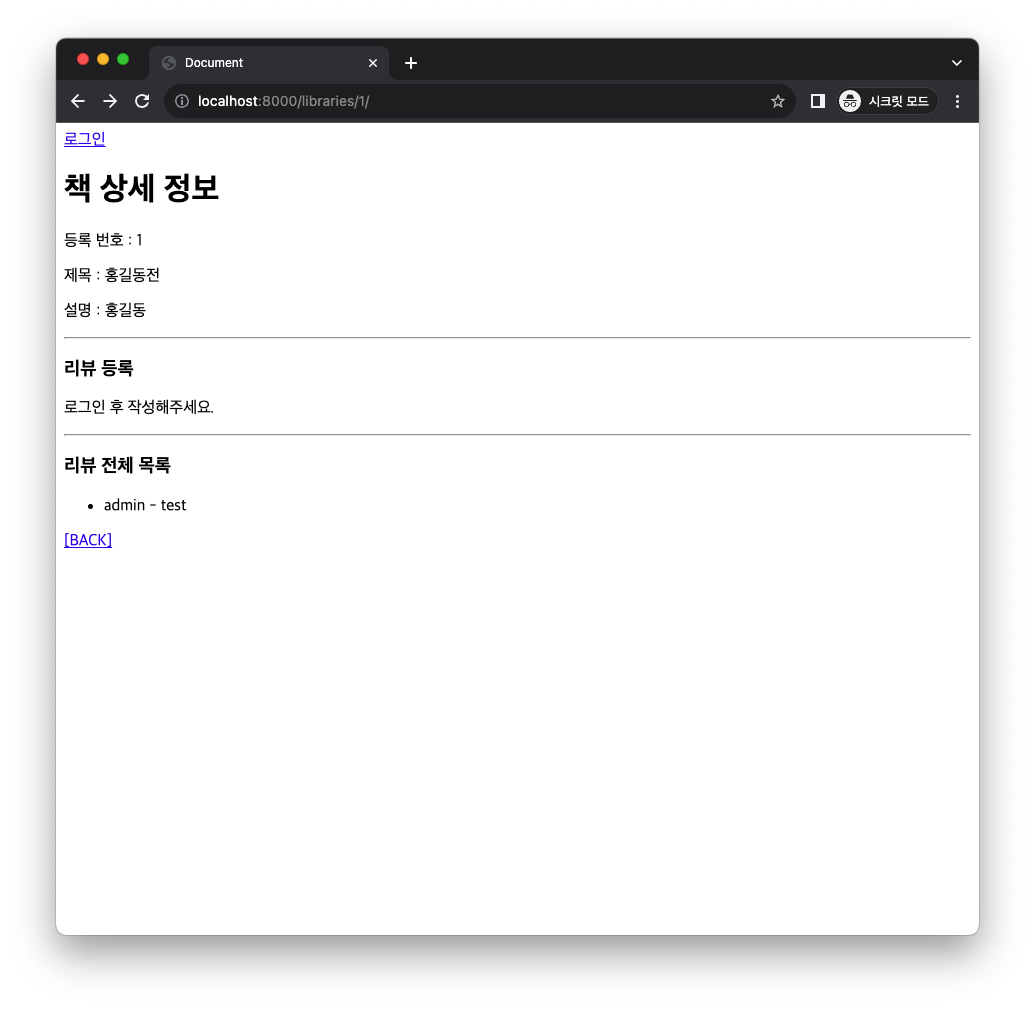 Document
localhost:8000/libraries/1/
시크릿 모드
로그인
책 상세 정보
등록 번호 : 1
제목 : 홍길동전
설명 : 홍길동
리뷰 등록
로그인 후 작성해주세요.
리뷰 전체 목록
admin - test
[BACK]